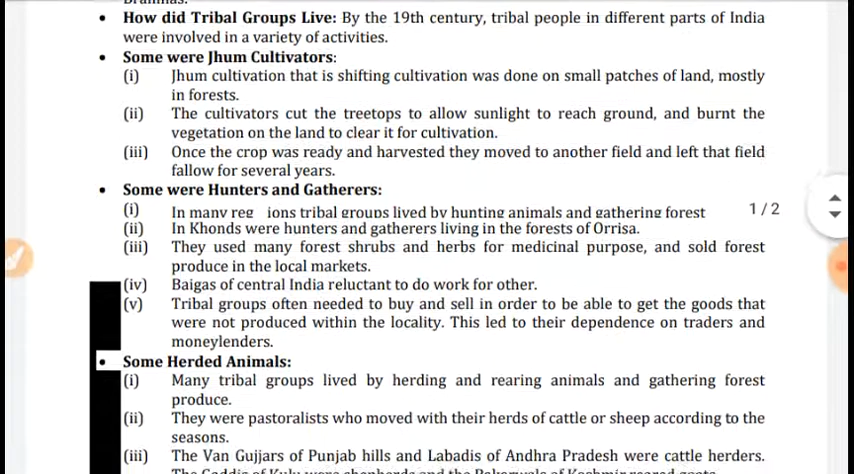 • How did Tribal Groups Live: By the 19th century, tribal people in different parts of India
were involved in a variety of activities.
• Some were Jhum Cultivators:
(i) Jhum cultivation that is shifting cultivation was done on small patches of land, mostly
in forests.
(ii) The cultivators cut the treetops to allow sunlight to reach ground, and burnt the
vegetation on the land to clear it for cultivation.
(iii) Once the crop was ready and harvested they moved to another field and left that field
fallow for several years.
• Some were Hunters and Gatherers:
(i) In many reg ions tribal groups lived by hunting animals and gathering forest
1 / 2
(ii) In Khonds were hunters and gatherers living in the forests of Orrisa.
(iii) They used many forest shrubs and herbs for medicinal purpose, and sold forest
produce in the local markets.
(iv) Baigas of central India reluctant to do work for other.
(v) Tribal groups often needed to buy and sell in order to be able to get the goods that
were not produced within the locality. This led to their dependence on traders and
moneylenders.
• Some Herded Animals:
(i) Many tribal groups lived by herding and rearing animals and gathering forest
produce.
(ii) They were pastoralists who moved with their herds of cattle or sheep according to the
seasons.
(iii) The Van Gujjars of Punjab hills and Labadis of Andhra Pradesh were cattle herders.